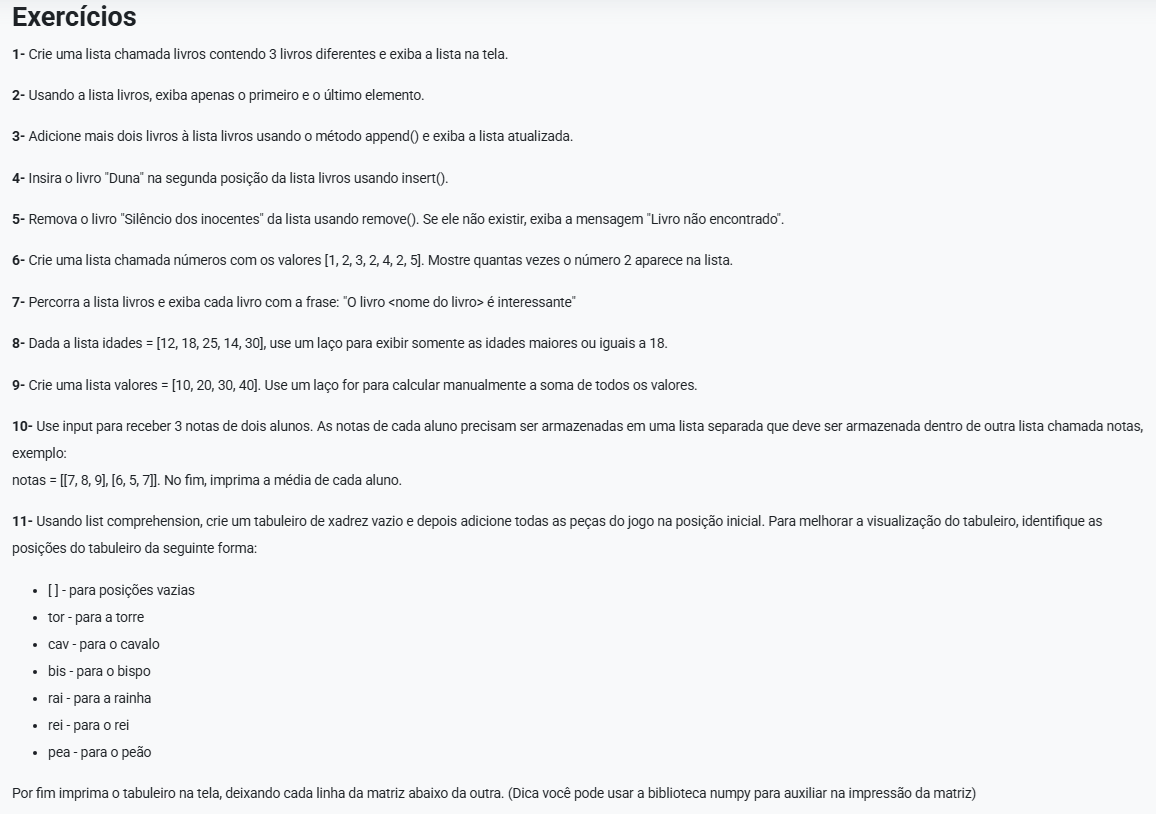 Exercícios
1- Crie uma lista chamada livros contendo 3 livros diferentes e exiba a lista na tela.
2- Usando a lista livros, exiba apenas o primeiro e o último elemento.
3- Adicione mais dois livros à lista livros usando o método append() e exiba a lista atualizada.
4- Insira o livro "Duna" na segunda posição da lista livros usando insert().
5- Remova o livro "Silêncio dos inocentes" da lista usando remove(). Se ele não existir, exiba a mensagem "Livro não encontrado".
6- Crie uma lista chamada números com os valores [1, 2, 3, 2, 4, 2, 5]. Mostre quantas vezes o número 2 aparece na lista.
7- Percorra a lista livros e exiba cada livro com a frase: "O livro <nome do livro> é interessante"
8- Dada a lista idades = [12, 18, 25, 14, 30], use um laço para exibir somente as idades maiores ou iguais a 18.
9- Crie uma lista valores = [10, 20, 30, 40]. Use um laço for para calcular manualmente a soma de todos os valores.
10- Use input para receber 3 notas de dois alunos. As notas de cada aluno precisam ser armazenadas em uma lista separada que deve ser armazenada dentro de outra lista chamada notas,
exemplo:
notas = [[7, 8, 9], [6, 5, 7]]. No fim, imprima a média de cada aluno.
11- Usando list comprehension, crie um tabuleiro de xadrez vazio e depois adicione todas as peças do jogo na posição inicial. Para melhorar a visualização do tabuleiro, identifique as
posições do tabuleiro da seguinte forma:
• [ ] - para posições vazias
• tor - para a torre
• cav - para o cavalo
• bis - para o bispo
• rai - para a rainha
• rei - para o rei
• pea - para o peão
Por fim imprima o tabuleiro na tela, deixando cada linha da matriz abaixo da outra. (Dica você pode usar a biblioteca numpy para auxiliar na impressão da matriz)